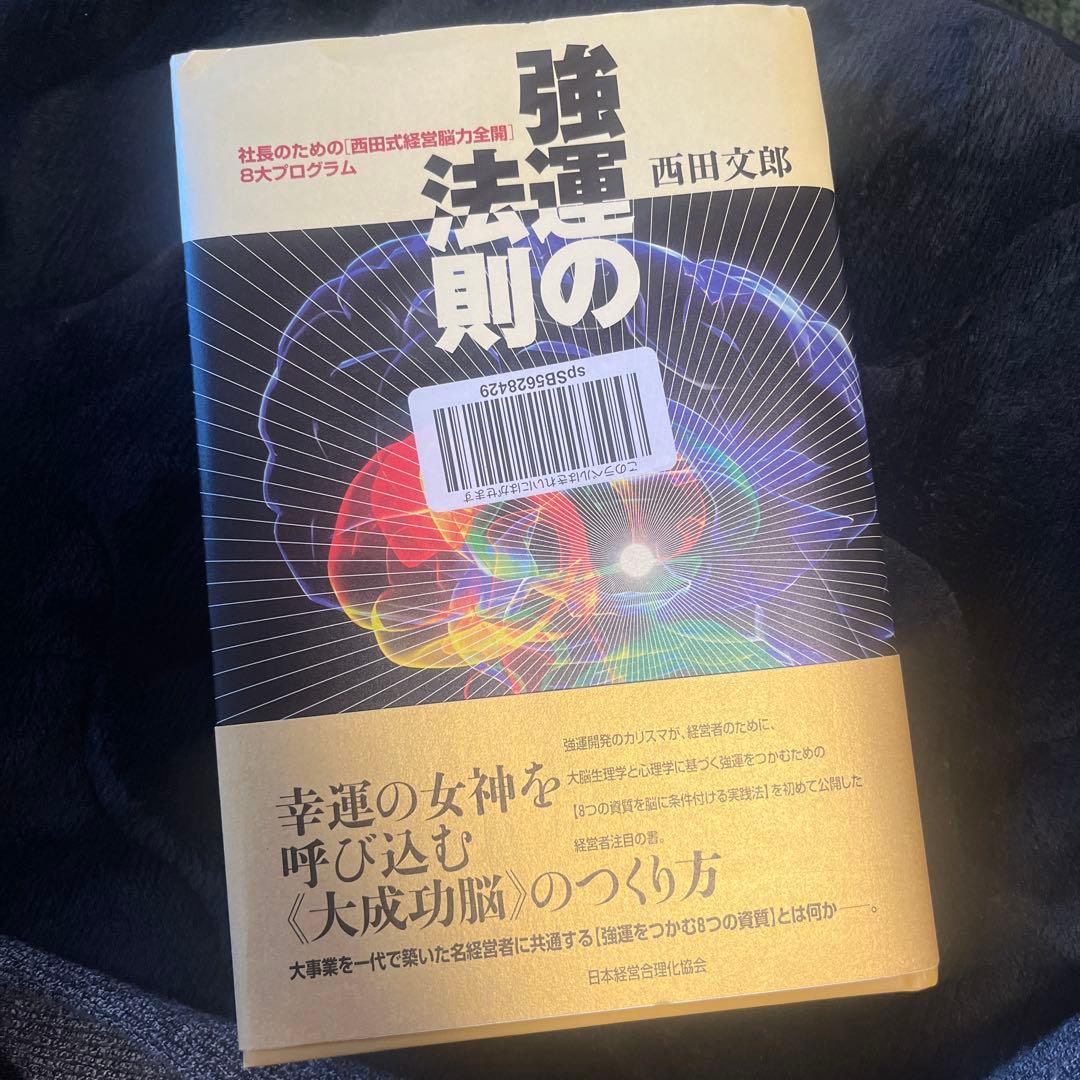 社長のための[西田式経営脳力全開]
8大プログラム
強運の
法則
西田文郎
spSB5628429
このラベルはきれいにはがせます
強運開発のカリスマが、経営者のために、
大脳生理学と心理学に基づく強運をつかむための
【8つの資質を脳に条件付ける実践法】を初めて公開した
経営者注目の書。
幸運の女神を
呼び込む
《大成功脳》のつくり方
大事業を一代で築いた名経営者に共通する【強運をつかむ8つの資質】とは何か――。
日本経営合理化協会